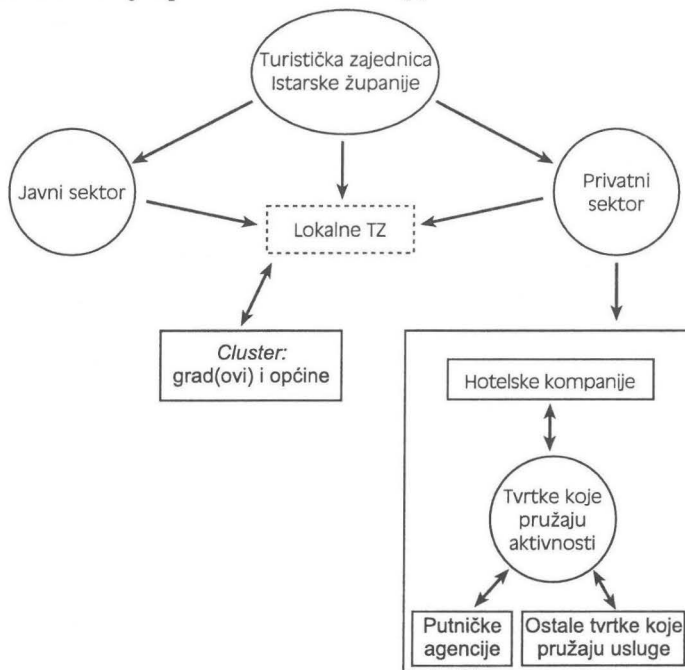 Turistička zajednica
Istarske županije
Javni sektor
Privatni
sektor
Lokalne TZ
Cluster:
grad(ovi) i općine
Hotelske kompanije
Tvrtke koje
pružaju
aktivnosti
Putničke
agencije
Ostale tvrtke koje
pružaju usluge